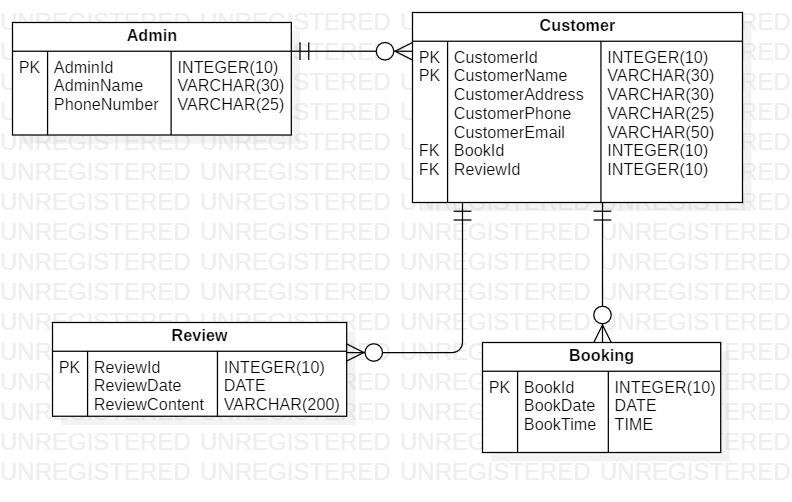 Admin
PK AdminId INTEGER(10)
AdminName VARCHAR(30)
PhoneNumber VARCHAR(25)
Customer
PK CustomerId INTEGER(10)
PK CustomerName VARCHAR(30)
CustomerAddress VARCHAR(30)
CustomerPhone VARCHAR(25)
CustomerEmail VARCHAR(50)
FK BookId INTEGER(10)
FK ReviewId INTEGER(10)
Review
PK ReviewId INTEGER(10)
ReviewDate DATE
ReviewContent VARCHAR(200)
Booking
PK BookId INTEGER(10)
BookDate DATE
BookTime TIME
UNREGISTERED UNREGISTERED UNREGISTERED UNREGISTERED